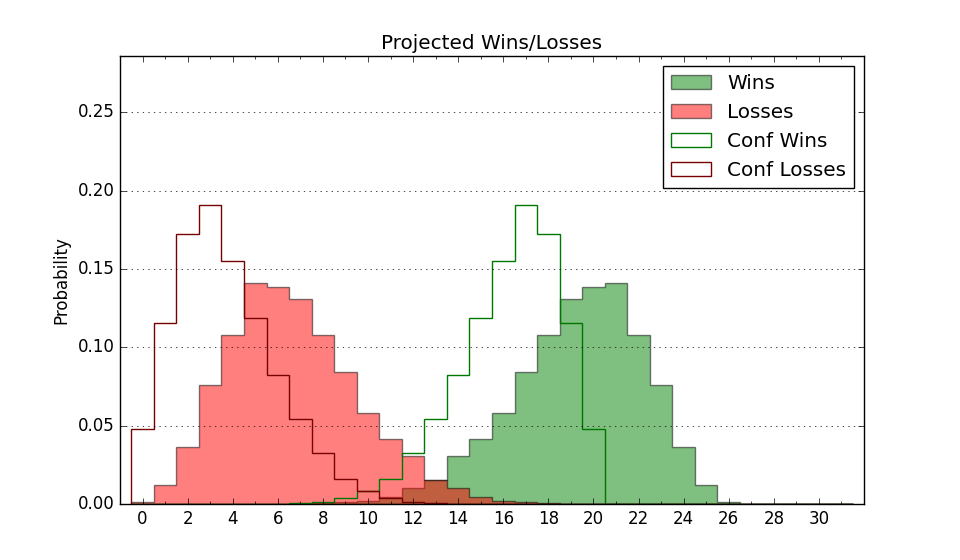 Projected Wins/Losses
Wins
Losses
Conf Wins
Conf Losses
Probability
0.25
0.20
0.15
0.10
0.05
0.00
0 2 4 6 8 10 12 14 16 18 20 22 24 26 28 30